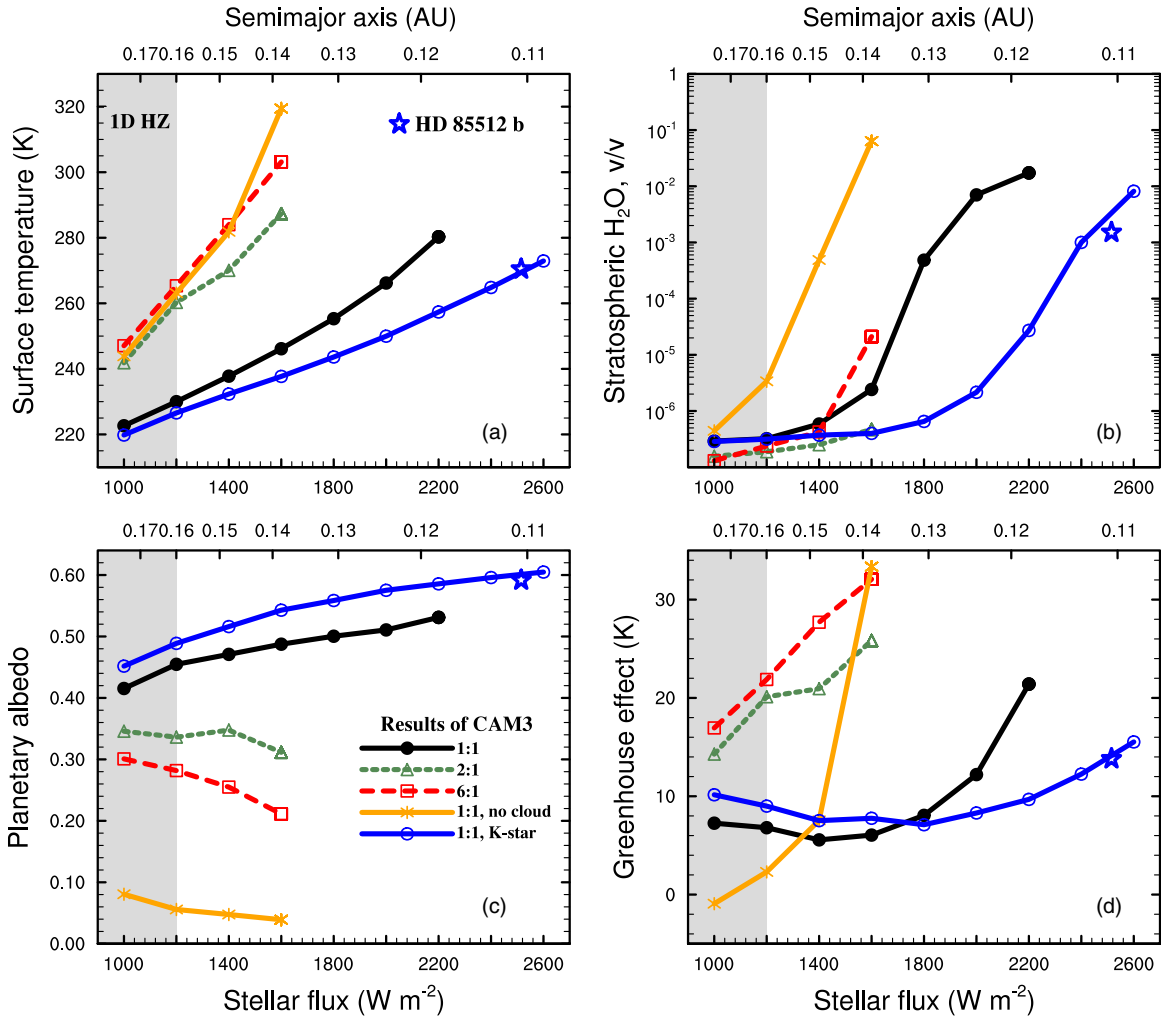 Semimajor axis (AU)
0.17 0.16 0.15 0.14 0.13 0.12 0.11
320
300
280
260
240
220
Surface temperature (K)
1D HZ
HD 85512 b
(a)
1000 1400 1800 2200 2600
Semimajor axis (AU)
0.17 0.16 0.15 0.14 0.13 0.12 0.11
1
10-1
10-2
10-3
10-4
10-5
10-6
Stratospheric H2O, v/v
(b)
1000 1400 1800 2200 2600
0.17 0.16 0.15 0.14 0.13 0.12 0.11
0.60
0.50
0.40
0.30
0.20
0.10
0.00
Planetary albedo
Results of CAM3
1:1
2:1
6:1
1:1, no cloud
1:1, K-star
(c)
1000 1400 1800 2200 2600
Stellar flux (W m-2)
0.17 0.16 0.15 0.14 0.13 0.12 0.11
30
20
10
0
Greenhouse effect (K)
(d)
1000 1400 1800 2200 2600
Stellar flux (W m-2)